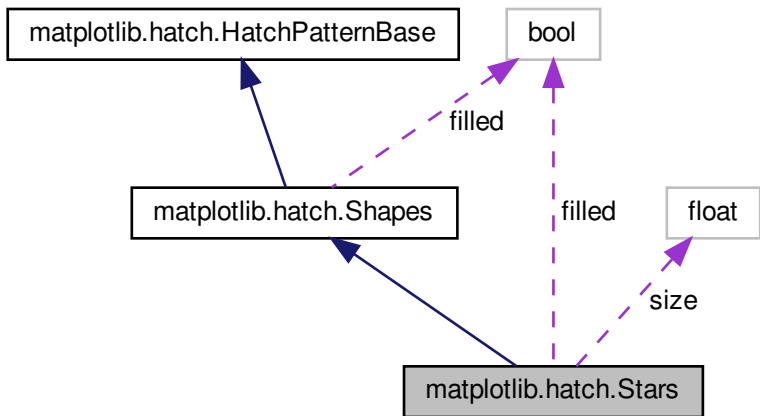 matplotlib.hatch.HatchPatternBase
bool
filled
matplotlib.hatch.Shapes
filled
float
size
matplotlib.hatch.Stars